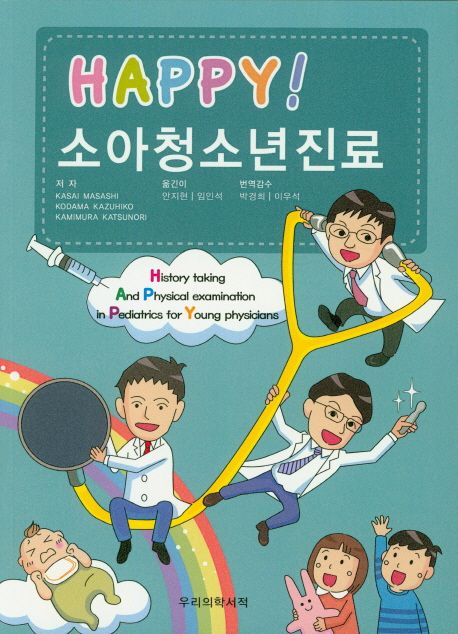 HAPPY!
소아청소년진료
저 자
KASAI MASASHI
KODAMA KAZUHIKO
KAMIMURA KATSUNORI
옮긴이
안지현 | 임인석
번역감수
박경희 | 이우석
History taking
And Physical examination
in Pediatrics for Young physicians
우리의학서적